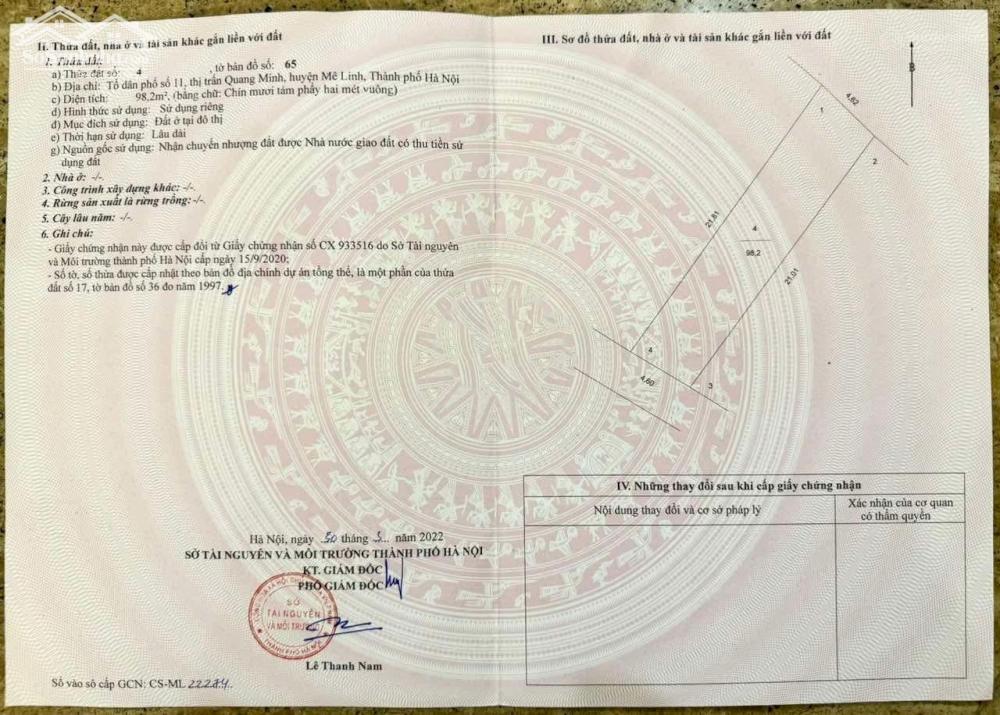 II. Thửa đất, nhà ở và tài sản khác gắn liền với đất
1. Thửa đất:
a) Thửa đất số: 4 , tờ bản đồ số: 65
b) Địa chỉ: Tổ dân phố số 11, thị trấn Quang Minh, huyện Mê Linh, Thành phố Hà Nội
c) Diện tích: 98,2m², (bằng chữ: Chín mươi tám phẩy hai mét vuông)
d) Hình thức sử dụng: Sử dụng riêng
đ) Mục đích sử dụng: Đất ở tại đô thị
e) Thời hạn sử dụng: Lâu dài
g) Nguồn gốc sử dụng: Nhận chuyển nhượng đất được Nhà nước giao đất có thu tiền sử
dụng đất
2. Nhà ở: -/-
3. Công trình xây dựng khác: -/-
4. Rừng sản xuất là rừng trồng: -/-
5. Cây lâu năm: -/-
6. Ghi chú:
- Giấy chứng nhận này được cấp đổi từ Giấy chứng nhận số CX 933516 do Sở Tài nguyên
và Môi trường thành phố Hà Nội cấp ngày 15/9/2020;
- Số tờ, số thửa được cấp nhật theo bản đồ địa chính dự án tổng thể, là một phần của thửa
đất số 17, tờ bản đồ số 36 đo năm 1997.
Hà Nội, ngày 30 tháng 3 năm 2022
SỞ TÀI NGUYÊN VÀ MÔI TRƯỜNG THÀNH PHỐ HÀ NỘI
KT. GIÁM ĐỐC
PHÓ GIÁM ĐỐC
SỞ
TÀI NGUYÊN
VÀ MÔI TRƯỜNG
THÀNH PHỐ HÀ NỘI
Lê Thanh Nam
Số vào sổ cấp GCN: CS-ML 22274.
III. Sơ đồ thửa đất, nhà ở và tài sản khác gắn liền với đất
B
1
4,82
2
21,81
4
98,2
21,01
4
4,60
3
IV. Những thay đổi sau khi cấp giấy chứng nhận
Nội dung thay đổi và cơ sở pháp lý
Xác nhận của cơ quan
có thẩm quyền